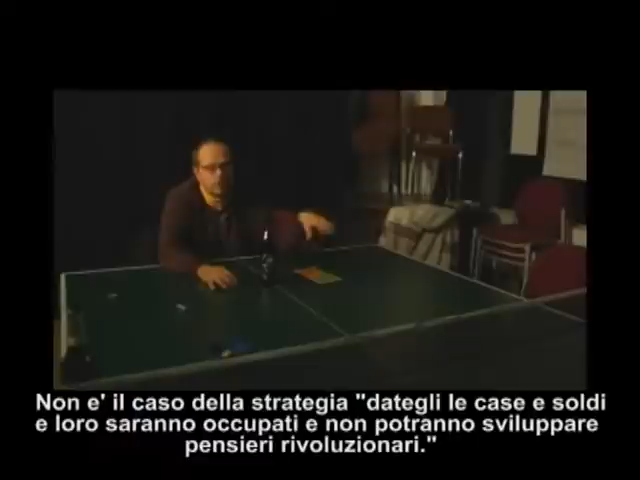 Non e' il caso della strategia "dategli le case e soldi
e loro saranno occupati e non potranno sviluppare
pensieri rivoluzionari."